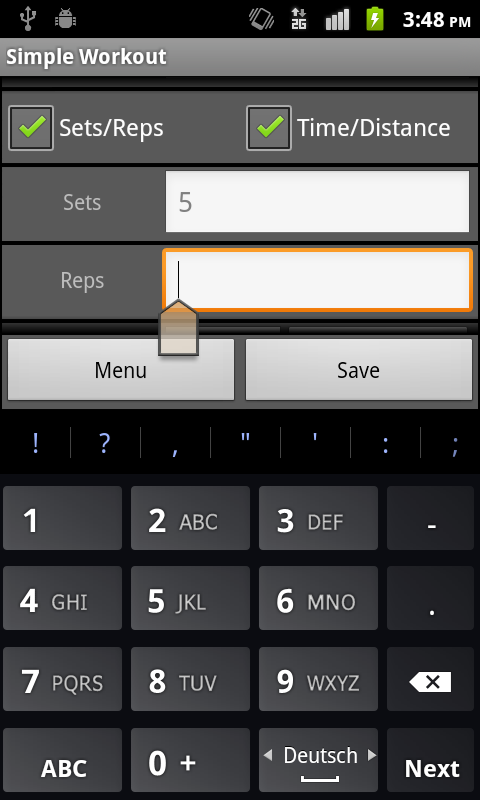 2G 3:48 PM
Simple Workout
Sets/Reps Time/Distance
Sets 5
Reps
Menu Save
! ? , " ' : ;
1 2 ABC 3 DEF -
4 GHI 5 JKL 6 MNO .
7 PQRS 8 TUV 9 WXYZ
ABC 0 + Deutsch Next